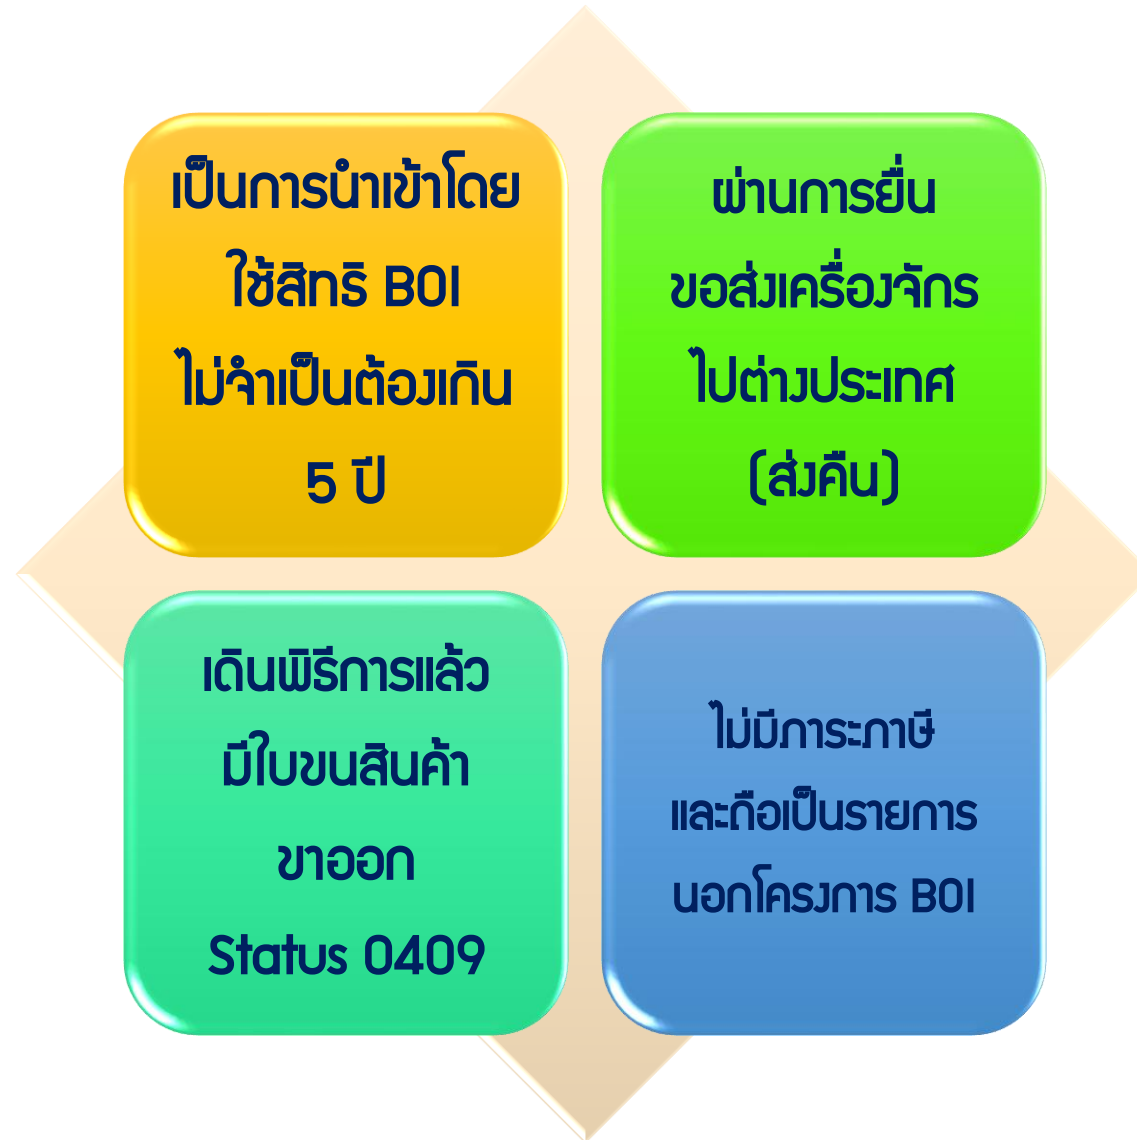 เป็นการนำเข้าโดย
ใช้สิทธิ BOI
ไม่จำเป็นต้องเกิน
5 ปี
ผ่านการยื่น
ขอส่งเครื่องจักร
ไปต่างประเทศ
(ส่งคืน)
เดินพิธีการแล้ว
มีใบขนสินค้า
ขาออก
Status 0409
ไม่มีภาระภาษี
และถือเป็นรายการ
นอกโครงการ BOI